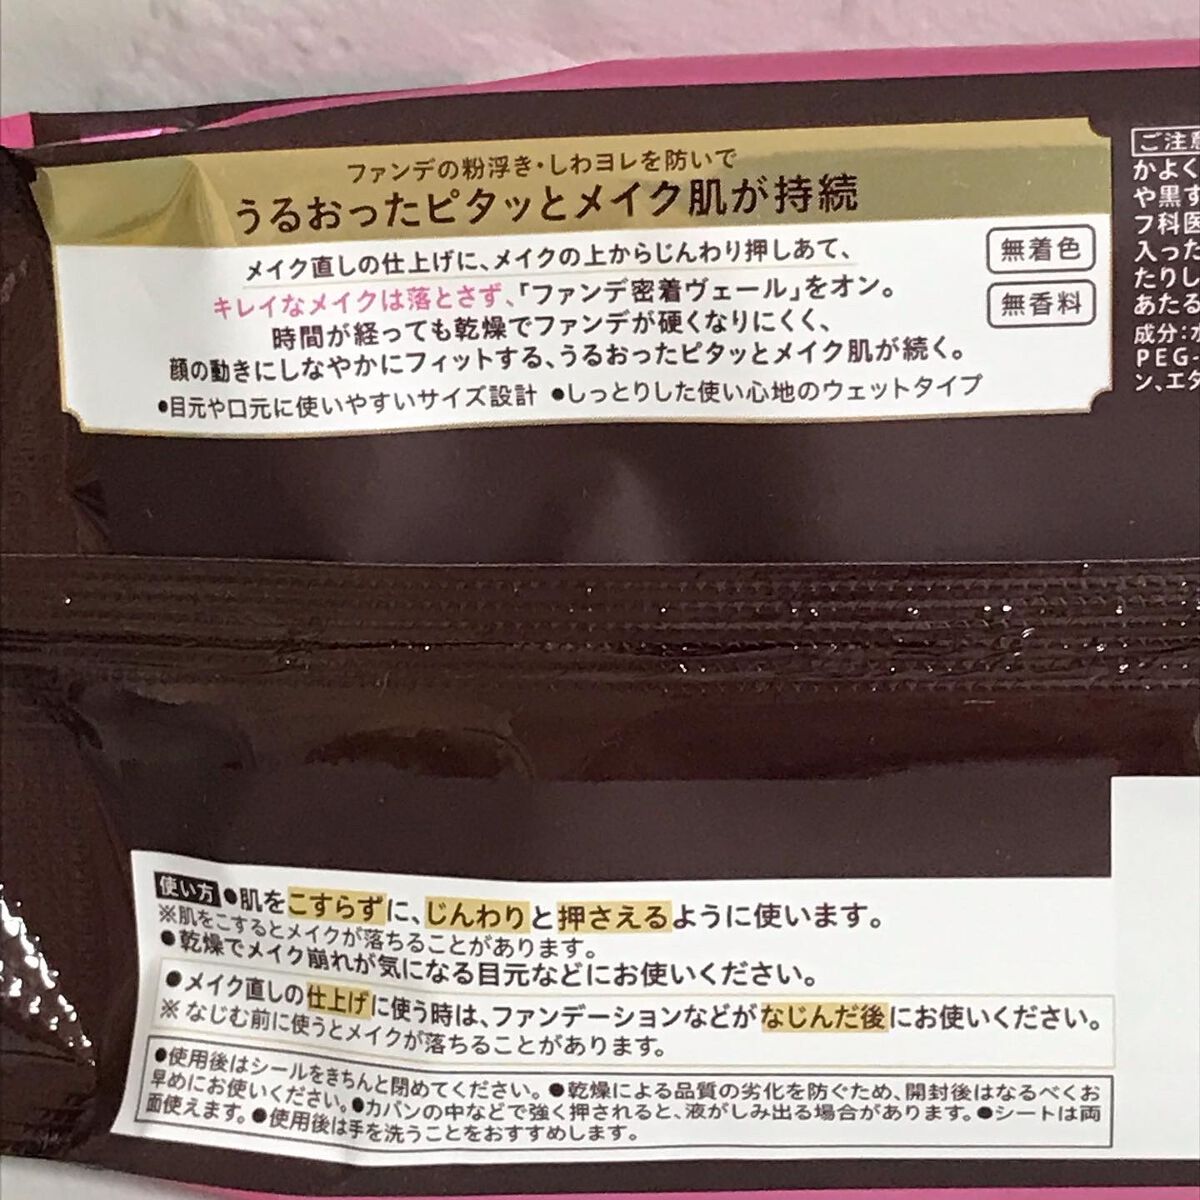 ファンデの粉浮き・しわヨレを防いで
うるおったピタッとメイク肌が持続
メイク直しの仕上げに、メイクの上からじんわり押しあて、
キレイなメイクは落とさず、「ファンデ密着ヴェール」をオン。
時間が経っても乾燥でファンデが硬くなりにくく、
顔の動きにしなやかにフィットする、うるおったピタッとメイク肌が続く。
●目元や口元に使いやすいサイズ設計 ●しっとりした使い心地のウェットタイプ
無着色
無香料
ご注意
かよく
や黒す
フ科医
入った
たりし
あたる
成分:水
PEG-
ン、エタ
使い方 ●肌をこすらずに、じんわりと押さえるように使います。
※肌をこするとメイクが落ちることがあります。
●乾燥でメイク崩れが気になる目元などにお使いください。
●メイク直しの仕上げに使う時は、ファンデーションなどがなじんだ後にお使いください。
※なじむ前に使うとメイクが落ちることがあります。
●使用後はシールをきちんと閉めてください。●乾燥による品質の劣化を防ぐため、開封後はなるべくお
早めにお使いください。●カバンの中などで強く押されると、液がしみ出る場合があります。●シートは両
面使えます。●使用後は手を洗うことをおすすめします。